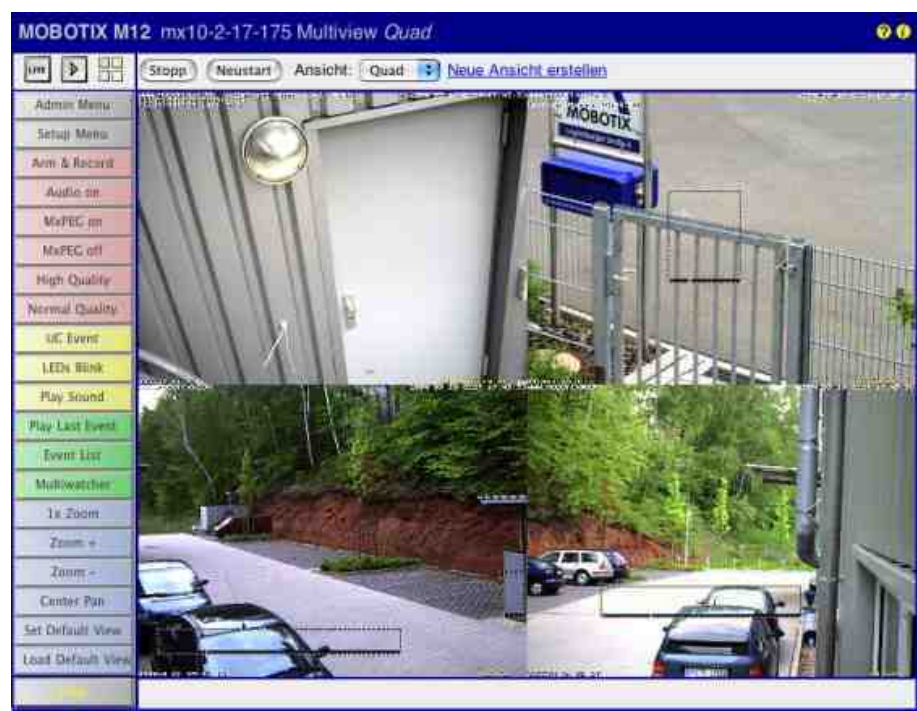 MOBOTIX M12 mx10-2-17-175 Multiview Quad
LIVE
Stopp Neustart Ansicht: Quad Neue Ansicht erstellen
Admin Menu
Setup Menu
Arm & Record
Audio on
MxPEG on
MxPEG off
High Quality
Normal Quality
UC Event
LEDs Blink
Play Sound
Play Last Event
Event List
Multiwatcher
1x Zoom
Zoom +
Zoom -
Center Pan
Set Default View
Load Default View
MOBOTIX